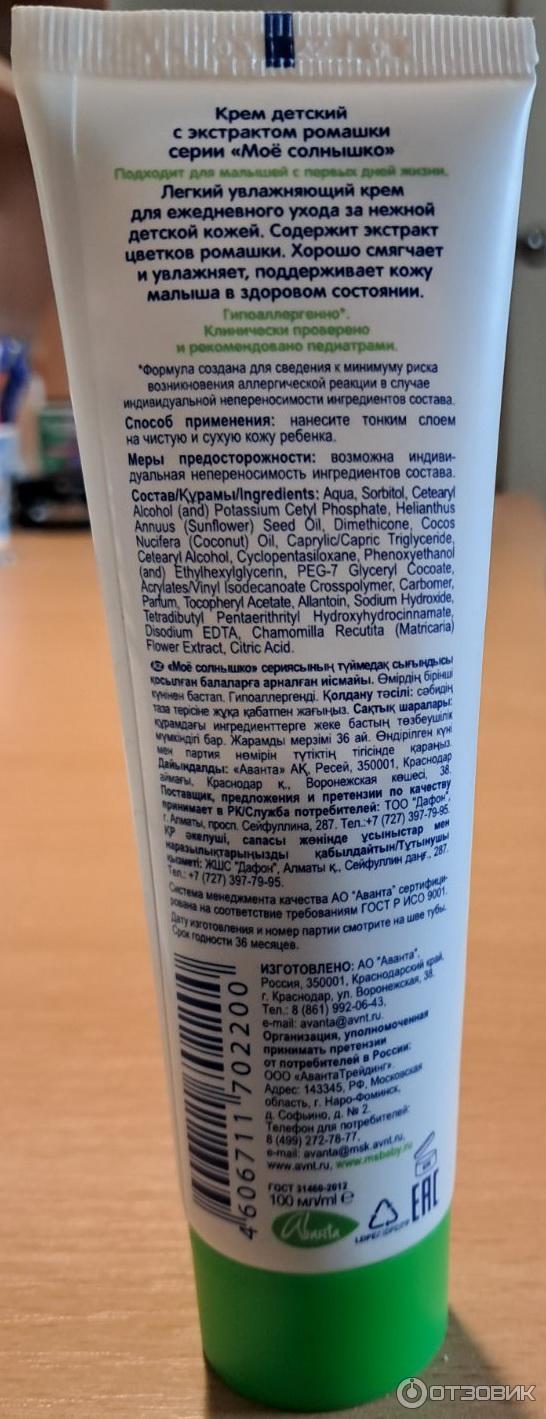 Крем детский
с экстрактом ромашки
серии «Моё солнышко»
Подходит для малышей с первых дней жизни.
Легкий увлажняющий крем
для ежедневного ухода за нежной
детской кожей. Содержит экстракт
цветков ромашки. Хорошо смягчает
и увлажняет, поддерживает кожу
малыша в здоровом состоянии.
Гипоаллергенно*.
Клинически проверено
и рекомендовано педиатрами.
*Формула создана для сведения к минимуму риска
возникновения аллергической реакции в случае
индивидуальной непереносимости ингредиентов состава.
Способ применения: нанесите тонким слоем
на чистую и сухую кожу ребенка.
Меры предосторожности: возможна индиви-
дуальная непереносимость ингредиентов состава.
Состав/Құрамы/Ingredients: Aqua, Sorbitol, Cetearyl
Alcohol (and) Potassium Cetyl Phosphate, Helianthus
Annuus (Sunflower) Seed Oil, Dimethicone, Cocos
Nucifera (Coconut) Oil, Caprylic/Capric Triglyceride,
Cetearyl Alcohol, Cyclopentasiloxane, Phenoxyethanol
(and) Ethylhexylglycerin, PEG-7 Glyceryl Cocoate,
Acrylates/Vinyl Isodecanoate Crosspolymer, Carbomer,
Parfum, Tocopheryl Acetate, Allantoin, Sodium Hydroxide,
Tetradibutyl Pentaerithrityl Hydroxyhydrocinnamate,
Disodium EDTA, Chamomilla Recutita (Matricaria)
Flower Extract, Citric Acid.
KZ «Моё солнышко» сериясының түймедақ сығындысы
қосылған балаларға арналған иісмайы. Өмірдің бірінші
күнінен бастап. Гипоаллергенді. Қолдану тәсілі: сәбидің
таза терісіне жұқа қабатпен жағыңыз. Сақтық шаралары:
құрамдағы ингредиенттерге жеке бастың төзбеушілік
мүмкіндігі бар. Жарамды мерзімі 36 ай. Өндірілген күні
мен партия нөмірін түтіктің тігісінде қараңыз.
Дайындалды: «Аванта» АҚ, Ресей, 350001, Краснодар
аймағы, Краснодар қ., Воронежская көшесі, 38.
Поставщик, предложения и претензии по качеству
принимает в РК/Служба потребителей: ТОО "Дафон",
г. Алматы, просп. Сейфуллина, 287. Тел.:+7 (727) 397-79-95.
ҚР әкелуші, сапасы жөнінде ұсыныстар мен
наразылықтарыңызды қабылдайтын/Тұтынушы
қызметі: ЖШС "Дафон", Алматы қ., Сейфуллин даңғ., 287.
Тел.: +7 (727) 397-79-95.
Система менеджмента качества АО "Аванта" сертифици-
рована на соответствие требованиям ГОСТ Р ИСО 9001.
Дату изготовления и номер партии смотрите на шве тубы.
Срок годности 36 месяцев.
ИЗГОТОВЛЕНО: АО "Аванта",
Россия, 350001, Краснодарский край,
г. Краснодар, ул. Воронежская, 38.
Тел.: 8 (861) 992-06-43,
e-mail: avanta@avnt.ru.
Организация, уполномоченная
принимать претензии
от потребителей в России:
ООО «АвантаТрейдинг».
Адрес: 143345, РФ, Московская
область, г. Наро-Фоминск,
д. Софьино, д. № 2.
Телефон для потребителей:
8 (499) 272-78-77,
e-mail: avanta@msk.avnt.ru,
www.avnt.ru, www.msbaby.ru
ГОСТ 31460-2012
100 мл/ml e
4606711702200
Avanta
EAC
ОТЗОВИК